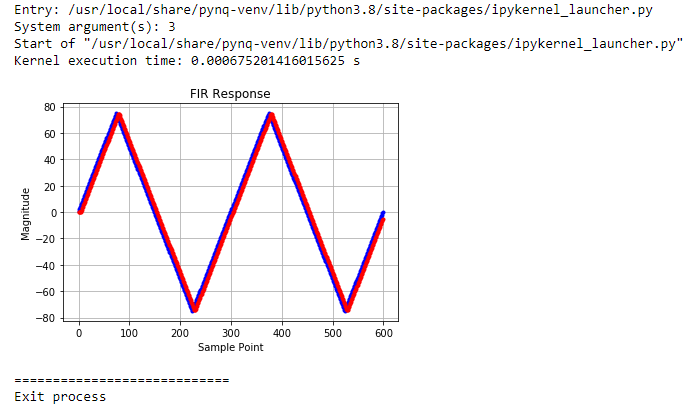 Entry: /usr/local/share/pynq-venv/lib/python3.8/site-packages/ipykernel_launcher.py
System argument(s): 3
Start of "/usr/local/share/pynq-venv/lib/python3.8/site-packages/ipykernel_launcher.py"
Kernel execution time: 0.000675201416015625 s
FIR Response
80
60
40
20
0
−20
−40
−60
−80
Magnitude
0 100 200 300 400 500 600
Sample Point
============================
Exit process